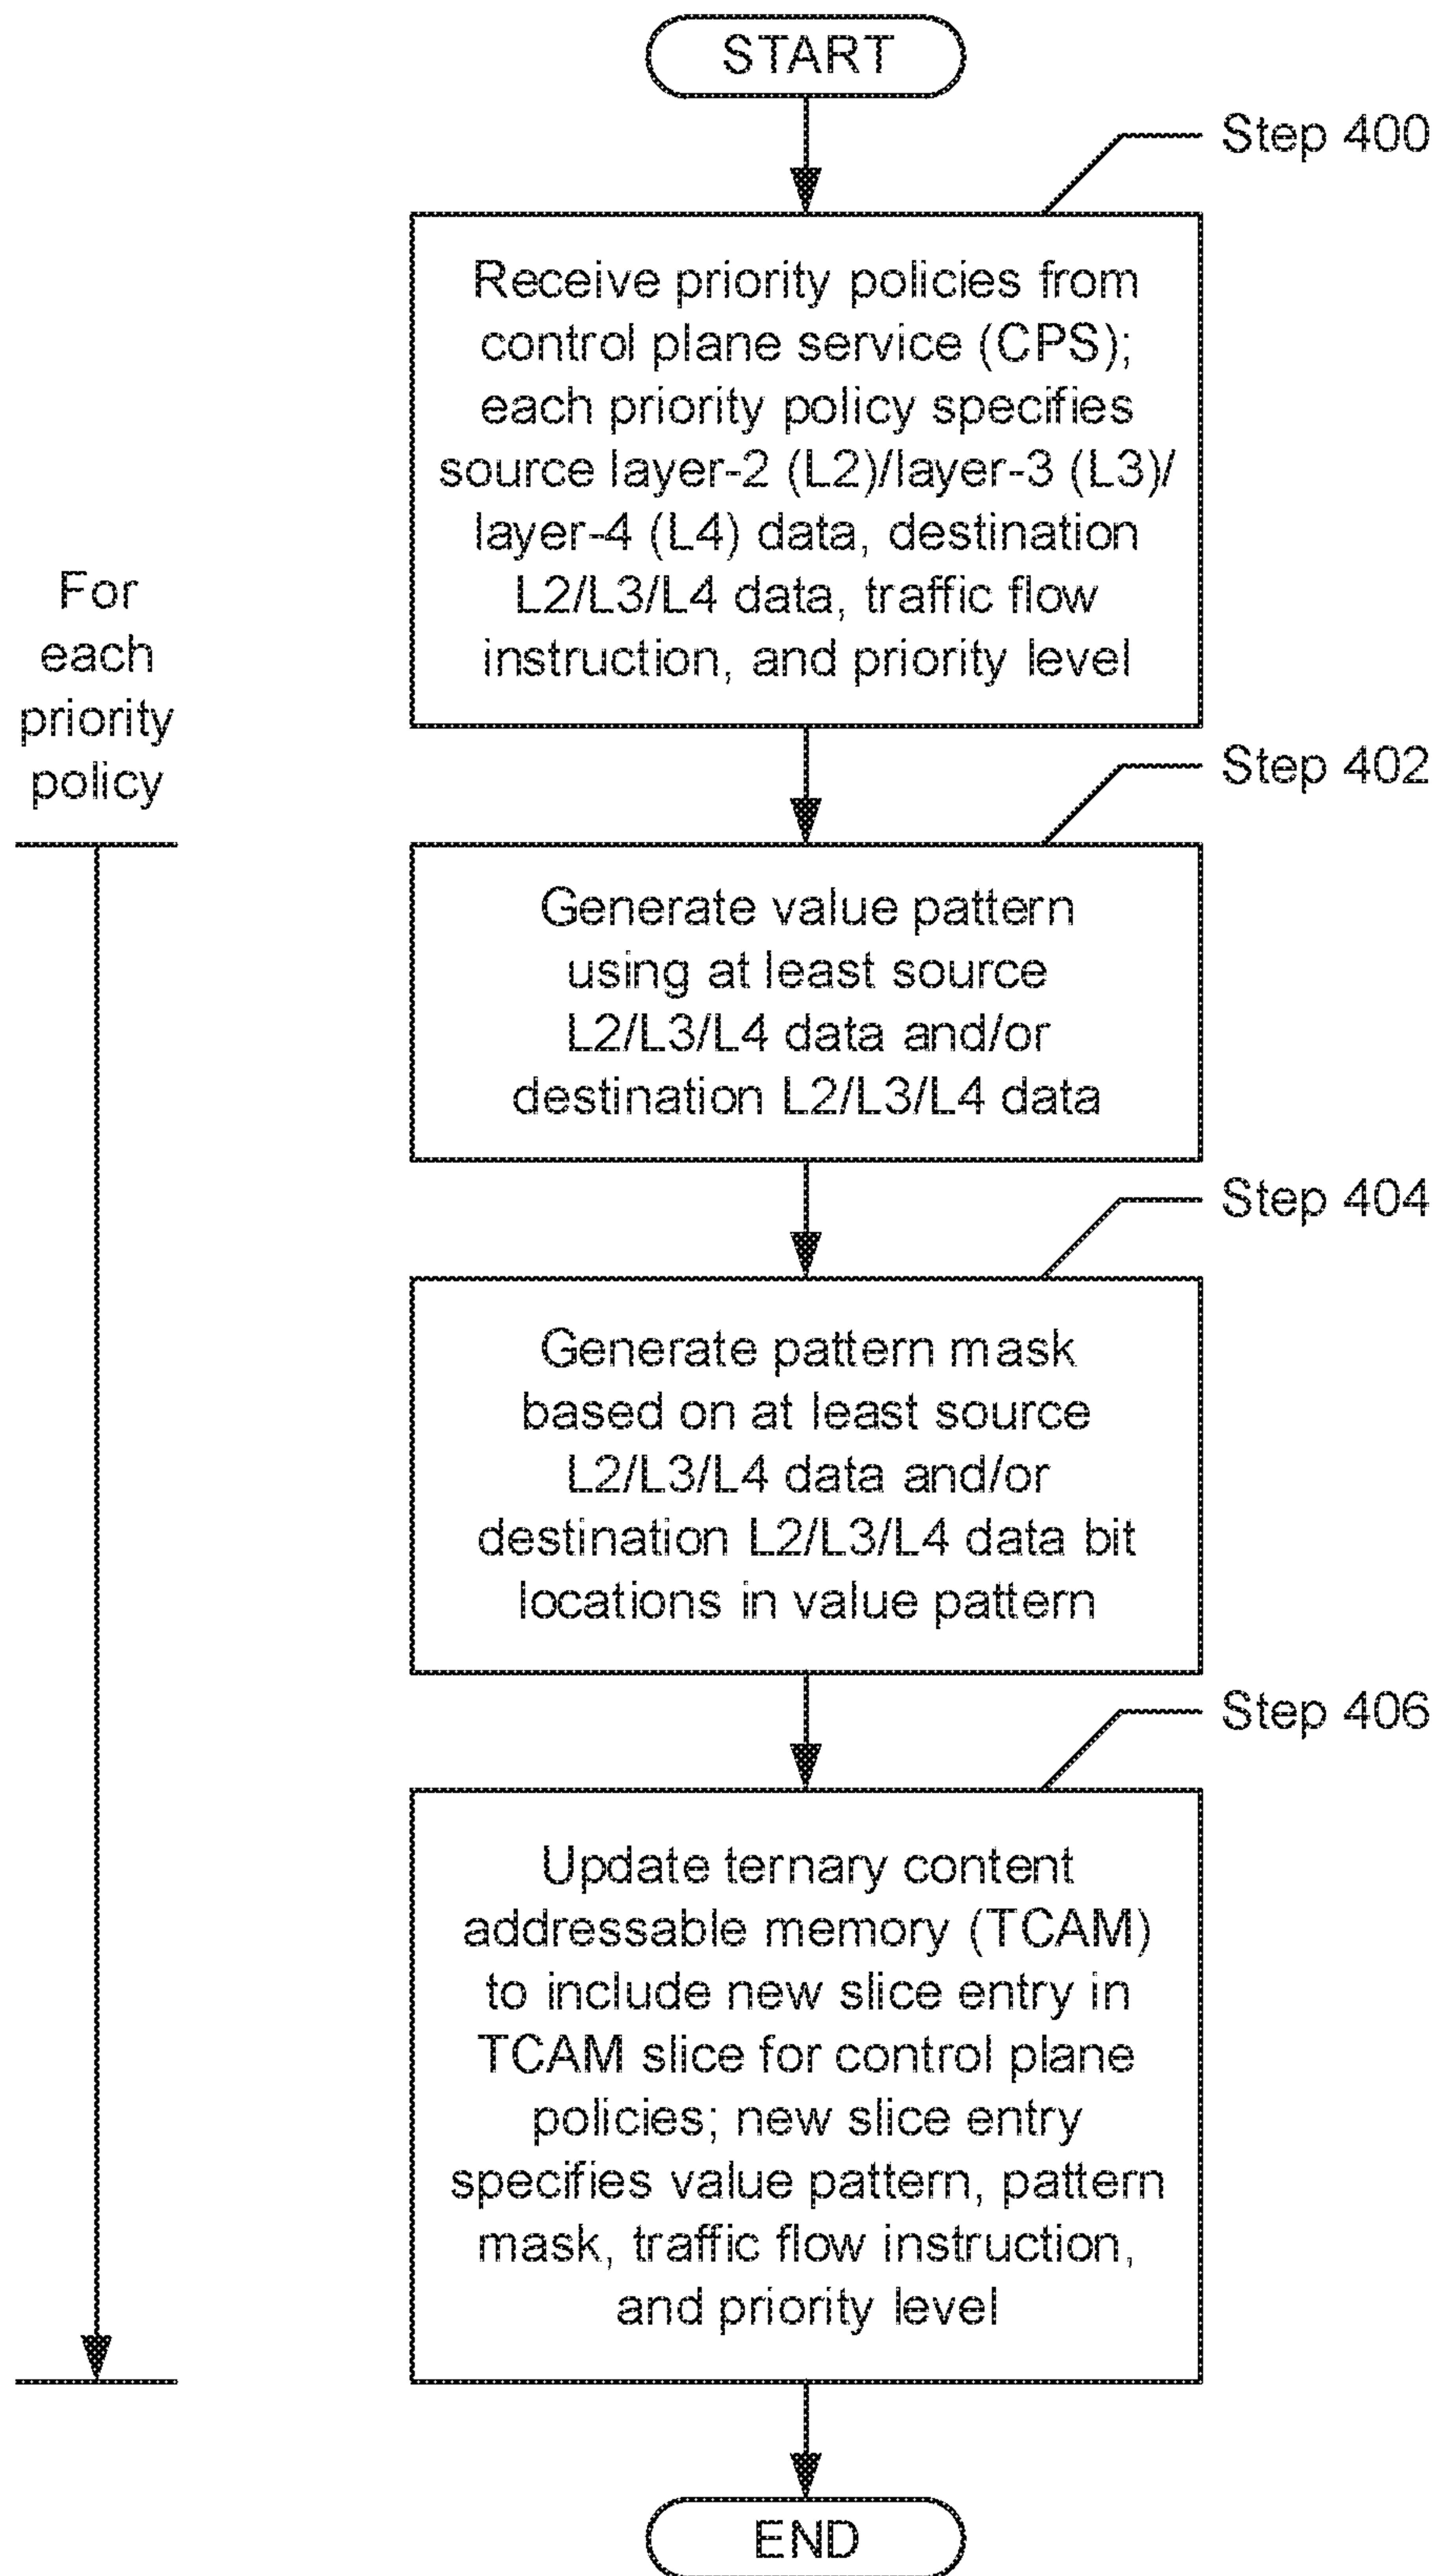 START
Step 400
Receive priority policies from
control plane service (CPS);
each priority policy specifies
source layer-2 (L2)/layer-3 (L3)/
layer-4 (L4) data, destination
L2/L3/L4 data, traffic flow
instruction, and priority level
For
each
priority
policy
Step 402
Generate value pattern
using at least source
L2/L3/L4 data and/or
destination L2/L3/L4 data
Step 404
Generate pattern mask
based on at least source
L2/L3/L4 data and/or
destination L2/L3/L4 data bit
locations in value pattern
Step 406
Update ternary content
addressable memory (TCAM)
to include new slice entry in
TCAM slice for control plane
policies; new slice entry
specifies value pattern, pattern
mask, traffic flow instruction,
and priority level
END